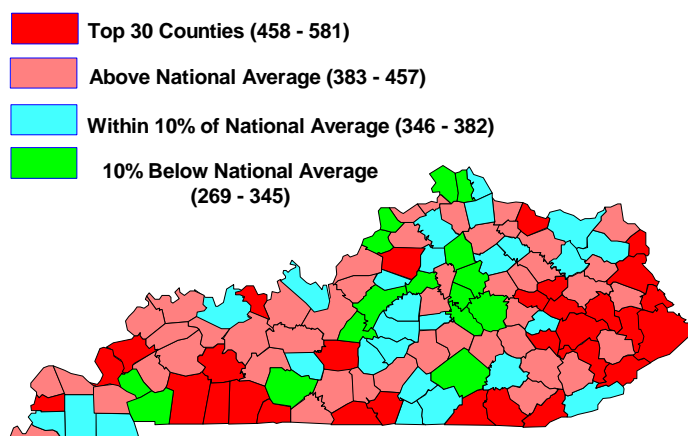 Top 30 Counties (458 - 581)
Above National Average (383 - 457)
Within 10% of National Average (346 - 382)
10% Below National Average
(269 - 345)